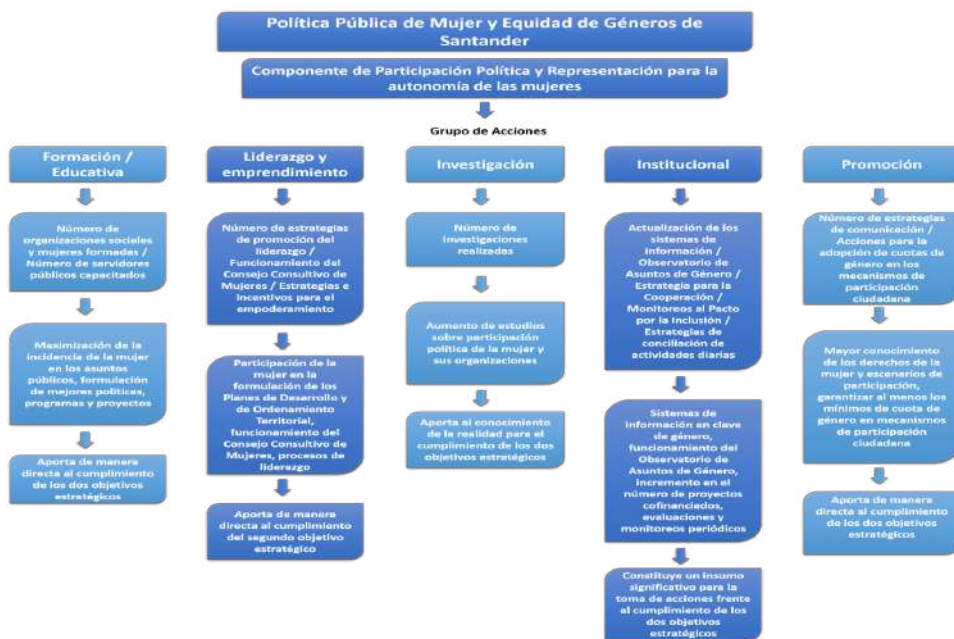 Política Pública de Mujer y Equidad de Géneros de
Santander
Componente de Participación Política y Representación para la
autonomía de las mujeres
Grupo de Acciones
Formación /
Educativa
Número de
organizaciones sociales
y mujeres formadas /
Número de servidores
públicos capacitados
Maximización de la
incidencia de la mujer
en los asuntos
públicos, formulación
de mejores políticas,
programas y proyectos
Aporta de manera
directa al cumplimiento
de los dos objetivos
estratégicos
Liderazgo y
emprendimiento
Número de estrategias
de promoción del
liderazgo /
Funcionamiento del
Consejo Consultivo de
Mujeres / Estrategias e
incentivos para el
empoderamiento
Participación de la
mujer en la
formulación de los
Planes de Desarrollo y
de Ordenamiento
Territorial,
funcionamiento del
Consejo Consultivo de
Mujeres, procesos de
liderazgo
Aporta de manera
directa al cumplimiento
del segundo objetivo
estratégico
Investigación
Número de
investigaciones
realizadas
Aumento de estudios
sobre participación
política de la mujer y
sus organizaciones
Aporta al conocimiento
de la realidad para el
cumplimiento de los dos
objetivos estratégicos
Institucional
Actualización de los
sistemas de
Información /
Observatorio de
Asuntos de Género /
Estrategia para la
Cooperación /
Monitoreos al Pacto
por la Inclusión /
Estrategias de
conciliación de
actividades diarias
Sistemas de
información en clave
de género,
funcionamiento del
Observatorio de
Asuntos de Género,
incremento en el
número de proyectos
cofinanciados,
evaluaciones y
monitoreos periódicos
Constituye un insumo
significativo para la
toma de acciones frente
al cumplimiento de los
dos objetivos
estratégicos
Promoción
Número de estrategias
de comunicación /
Acciones para la
adopción de cuotas de
género en los
mecanismos de
participación
ciudadana
Mayor conocimiento
de los derechos de la
mujer y escenarios de
participación,
garantizar al menos los
mínimos de cuota de
género en mecanismos
de participación
ciudadana
Aporta de manera
directa al cumplimiento
de los dos objetivos
estratégicos